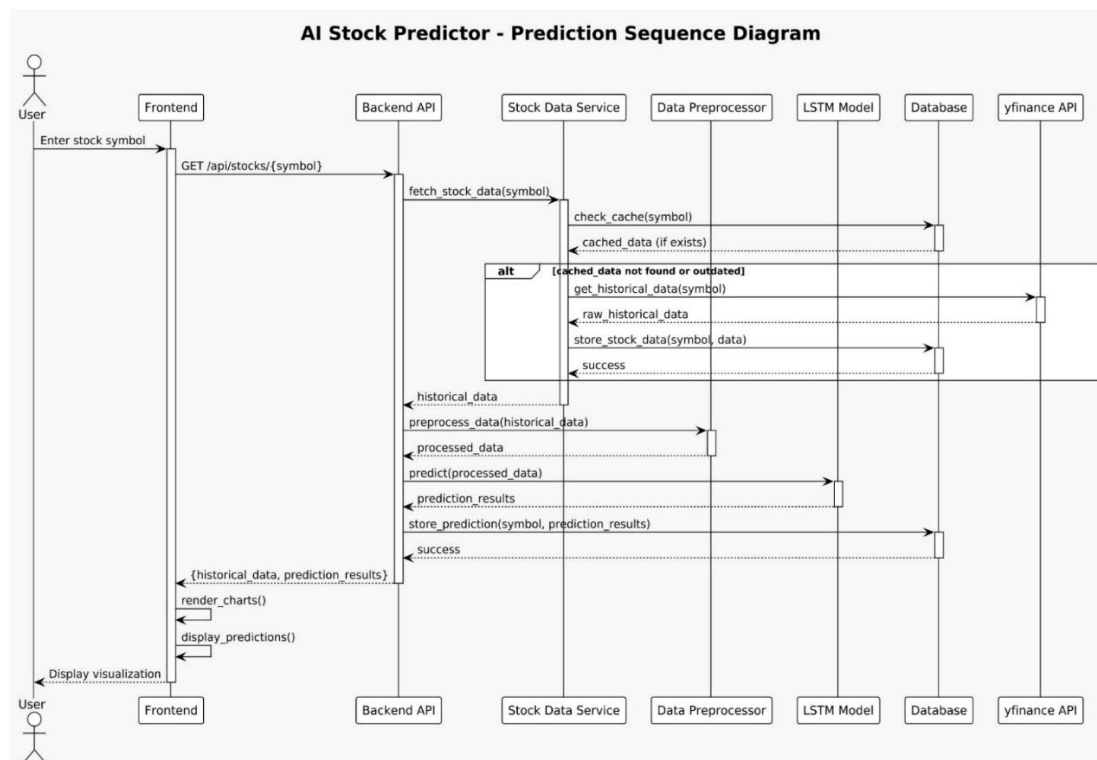 AI Stock Predictor - Prediction Sequence Diagram
User
Frontend
Backend API
Stock Data Service
Data Preprocessor
LSTM Model
Database
yfinance API
Enter stock symbol
GET /api/stocks/{symbol}
fetch_stock_data(symbol)
check_cache(symbol)
cached_data (if exists)
alt
[cached_data not found or outdated]
get_historical_data(symbol)
raw_historical_data
store_stock_data(symbol, data)
success
historical_data
preprocess_data(historical_data)
processed_data
predict(processed_data)
prediction_results
store_prediction(symbol, prediction_results)
success
{historical_data, prediction_results}
render_charts()
display_predictions()
Display visualization
User
Frontend
Backend API
Stock Data Service
Data Preprocessor
LSTM Model
Database
yfinance API